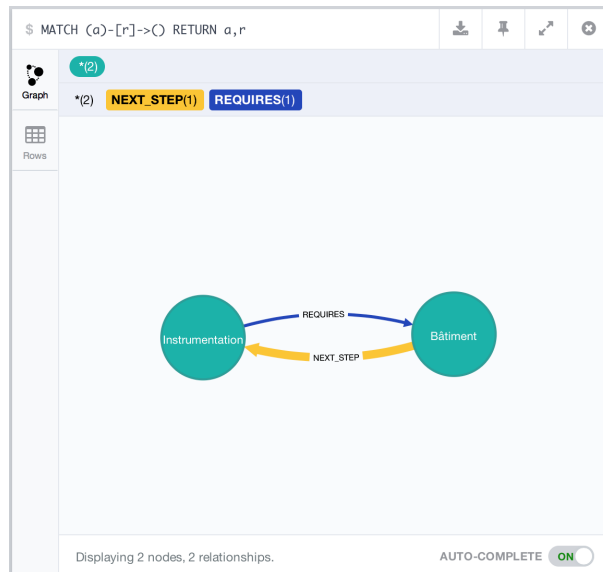 $ MATCH (a)-[r]->() RETURN a,r
*(2)
Graph
*(2) NEXT_STEP(1) REQUIRES(1)
Rows
REQUIRES
Instrumentation
Bâtiment
NEXT_STEP
Displaying 2 nodes, 2 relationships.
AUTO-COMPLETE ON